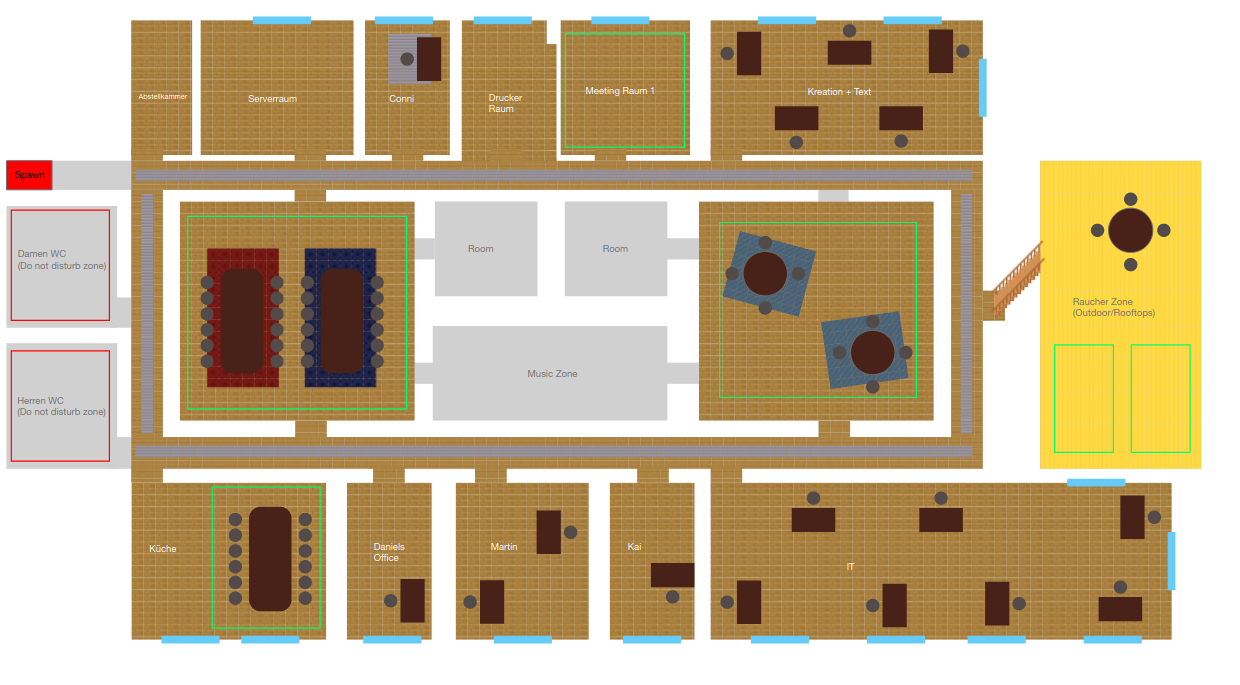 Abstellkammer
Serverraum
Conni
Drucker
Raum
Meeting Raum 1
Kreation + Text
Spawn
Damen WC
(Do not disturb zone)
Room
Room
Raucher Zone
(Outdoor/Rooftops)
Music Zone
Herren WC
(Do not disturb zone)
Küche
Daniels
Office
Martin
Kai
IT